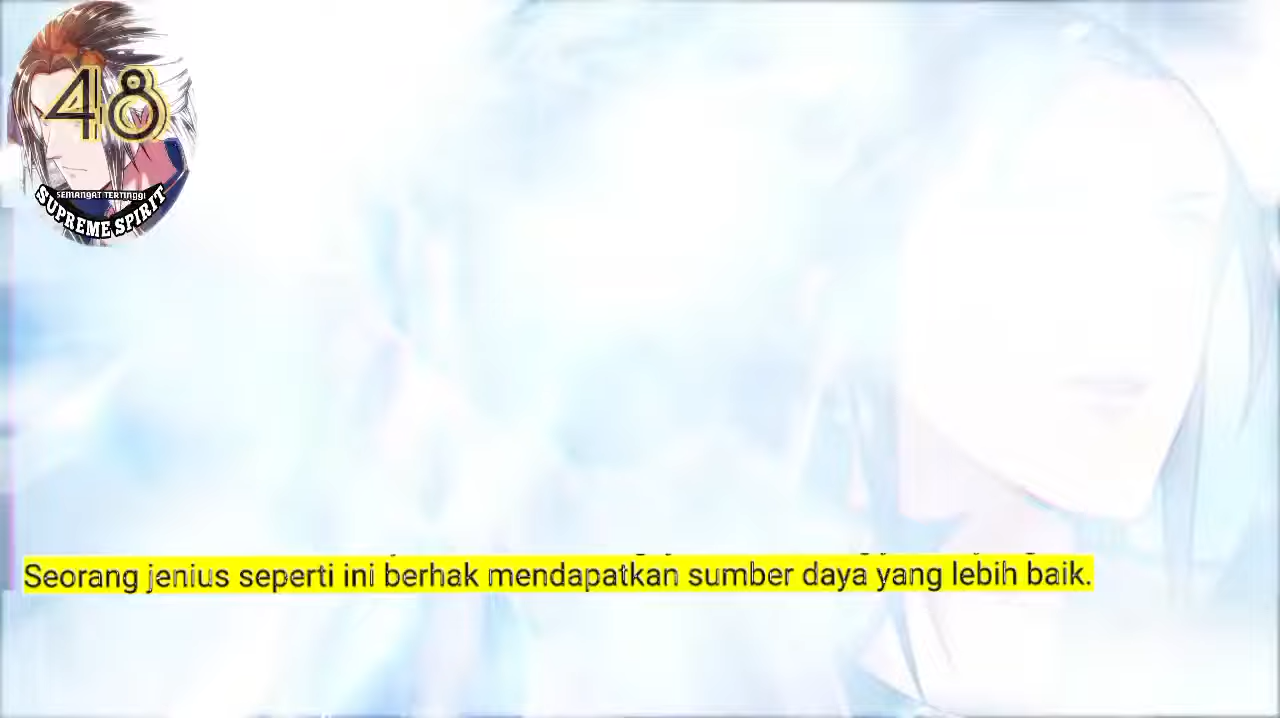 48
SEMANGAT TERTINGGI
SUPREME SPIRIT
Seorang jenius seperti ini berhak mendapatkan sumber daya yang lebih baik.